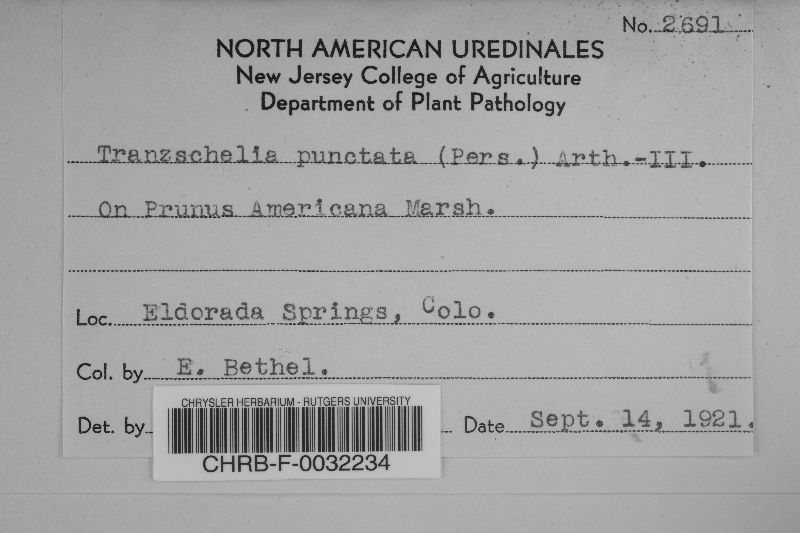 No. 2691
NORTH AMERICAN UREDINALES
New Jersey College of Agriculture
Department of Plant Pathology
Tranzschelia punctata (Pers.) Arth.-III.
On Prunus Americana Marsh.
Loc. Eldorada Springs, Colo.
Col. by E. Bethel.
Det. by
Date Sept. 14, 1921.
CHRYSLER HERBARIUM - RUTGERS UNIVERSITY
CHRB-F-0032234